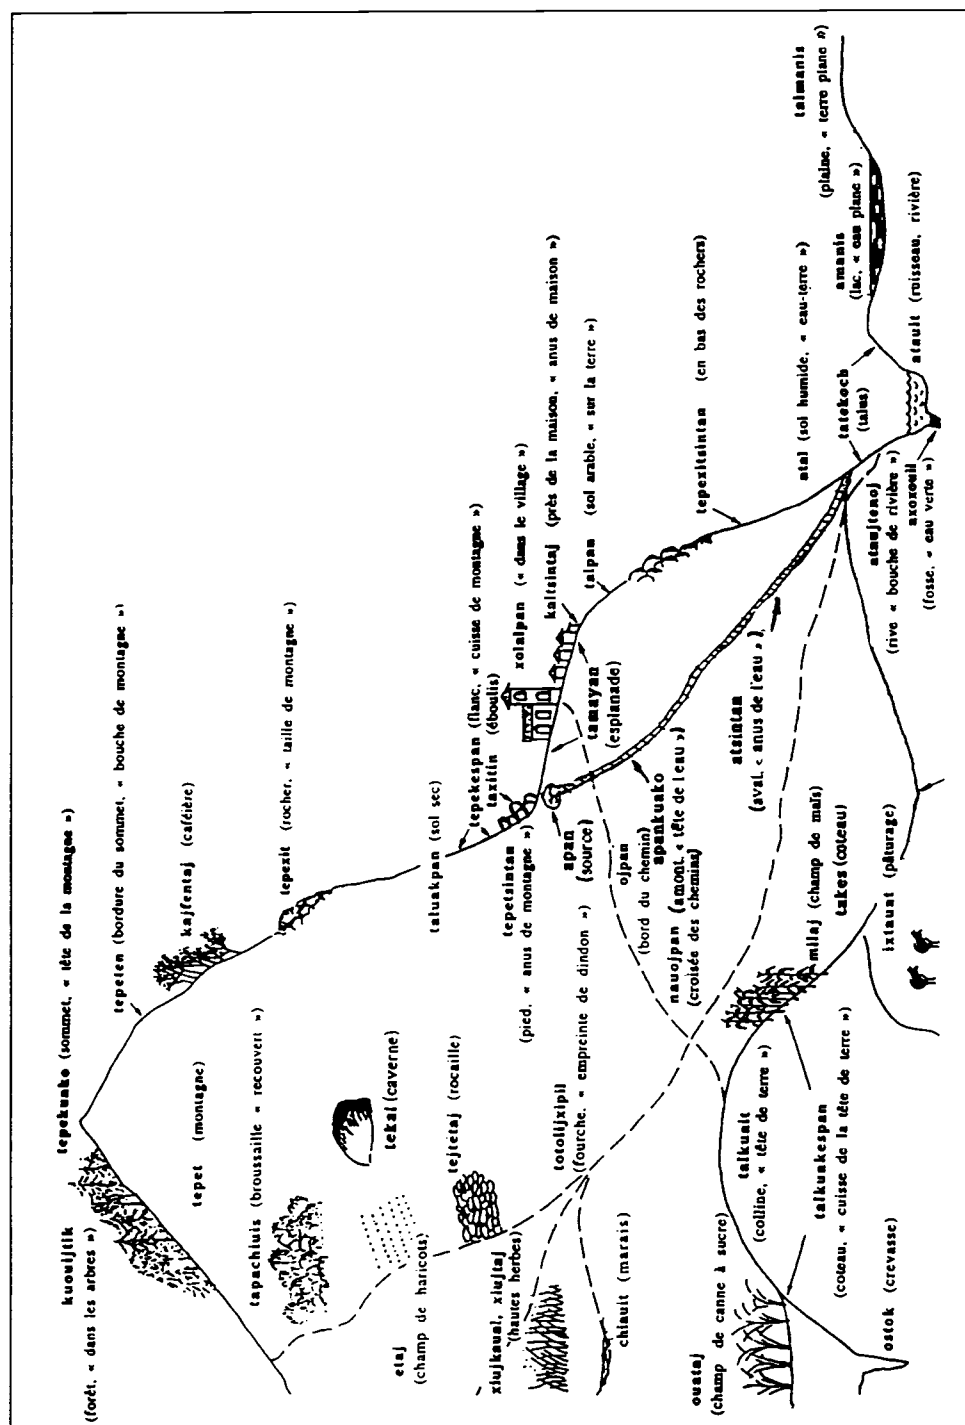 kuouijtik
(forêt, « dans les arbres »)
tepekuako (sommet, « tête de la montagne »)
tepeten (bordure du sommet, « bouche de montagne »)
tepet (montagne)
kajfentaj (caféière)
tapachiuis (broussaille « recouvert »)
tepexit (rocher, « taille de montagne »)
tekal (caverne)
taluakpan (sol sec)
etaj
(champ de haricots)
tejtetaj (rocaille)
tepekespan (flanc, « cuisse de montagne »)
taxitin
(éboulis)
xolalpan (« dans le village »)
kaltsintaj (près de la maison, « anus de maison »)
talpan (sol arable, « sur la terre »)
tepetsintan
(pied, « anus de montagne »)
tamayan
(esplanade)
apan
(source)
xiujkaual, xiujtaj
(hautes herbes)
totolijxipil
(fourche, « empreinte de dindon »)
ojpan
(bord du chemin)
apankuako
(amont, « tête de l'eau »)
tepexitsintan (en bas des rochers)
chiauit (marais)
nauojpan
(croisée des chemins)
atsintan
(aval, « anus de l'eau »)
atal (sol humide, « eau-terre »)
talmanis
(plaine, « terre plane »)
amanis
(lac, « eau plane »)
tatekoch
(talus)
atauit (ruisseau, rivière)
ouataj
(champ de canne à sucre)
talkuait
(colline, « tête de terre »)
milaj (champ de maïs)
takes (coteau)
talkuakespan
(coteau, « cuisse de la tête de terre »)
ataujtenoj
(rive « bouche de rivière »)
axoxouil
(fosse, « eau verte »)
ostok (crevasse)
ixtauat (pâturage)